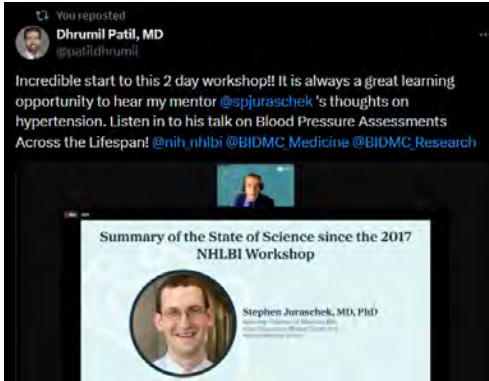 You reposted
Dhrumil Patil, MD
@patildhrumil
Incredible start to this 2 day workshop!! It is always a great learning
opportunity to hear my mentor @spjuraschek 's thoughts on
hypertension. Listen in to his talk on Blood Pressure Assessments
Across the Lifespan! @nih_nhlbi @BIDMC_Medicine @BIDMC_Research
Summary of the State of Science since the 2017
NHLBI Workshop
Stephen Juraschek, MD, PhD